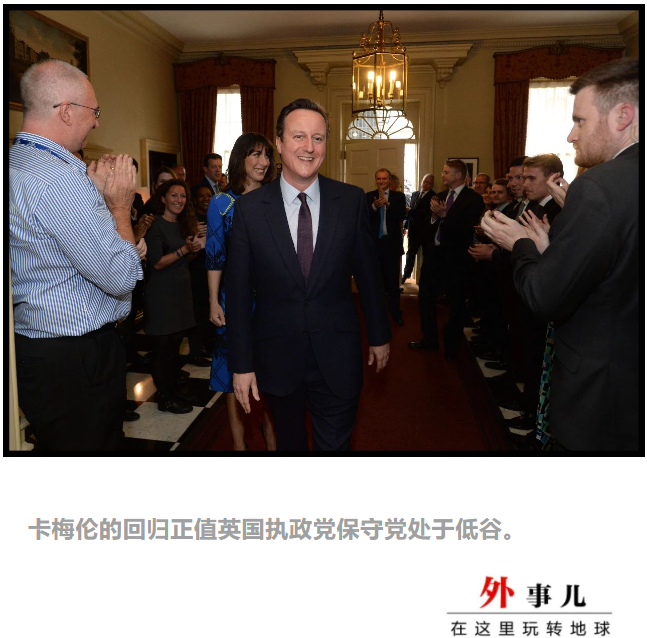 卡梅伦的回归正值英国执政党保守党处于低谷。
外事儿
在这里玩转地球